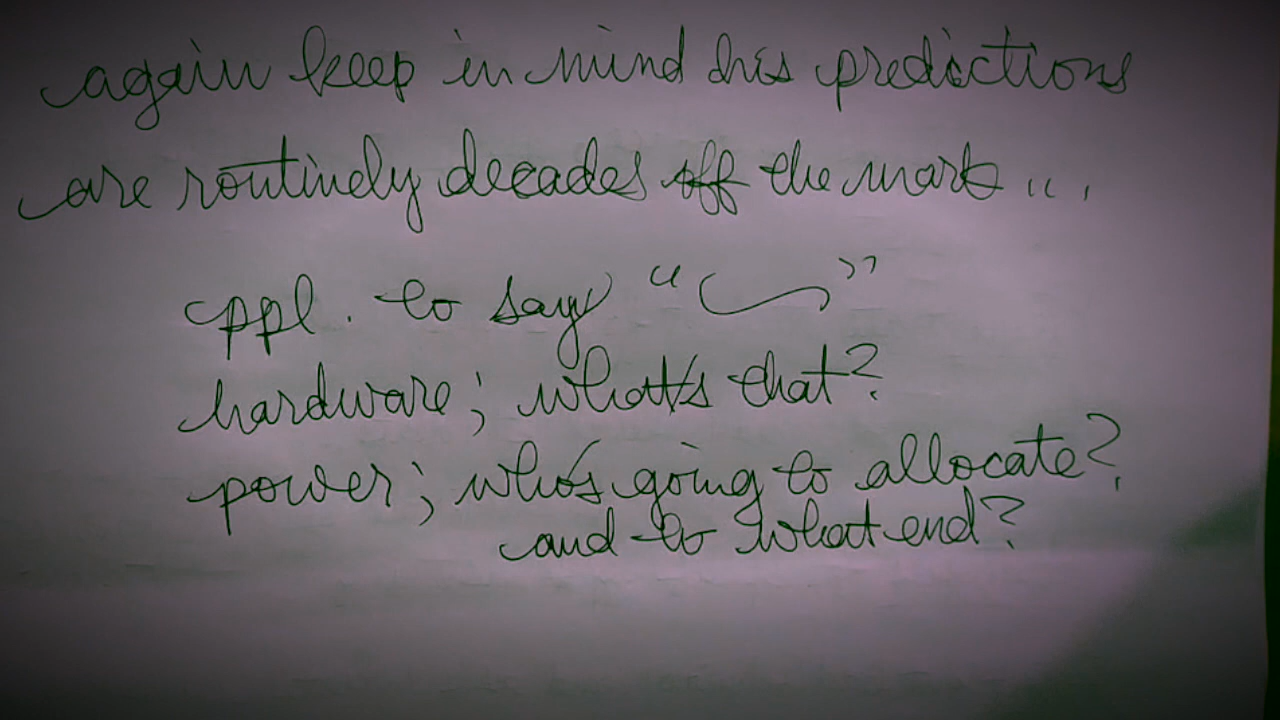 again keep in mind his predictions
are routinely decades off the mark ...
ppl. to say " "
hardware; what's that?
power; who's going to allocate?
and to what end?